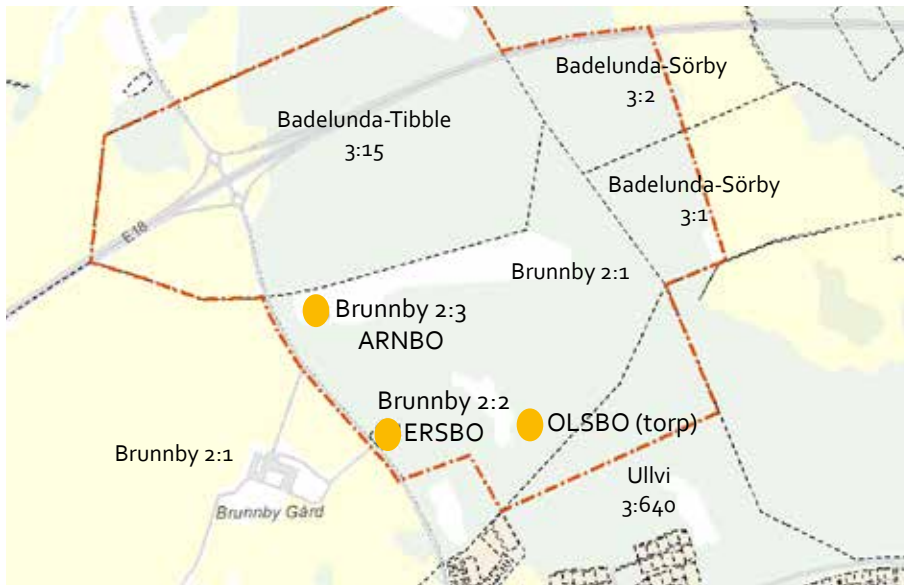 Badelunda-Sörby
3:2
Badelunda-Tibble
3:15
Badelunda-Sörby
3:1
E18
Brunnby 2:1
Brunnby 2:3
ARNBO
Brunnby 2:2
ERSBO
OLSBO (torp)
Brunnby 2:1
Ullvi
3:640
Brunnby Gård